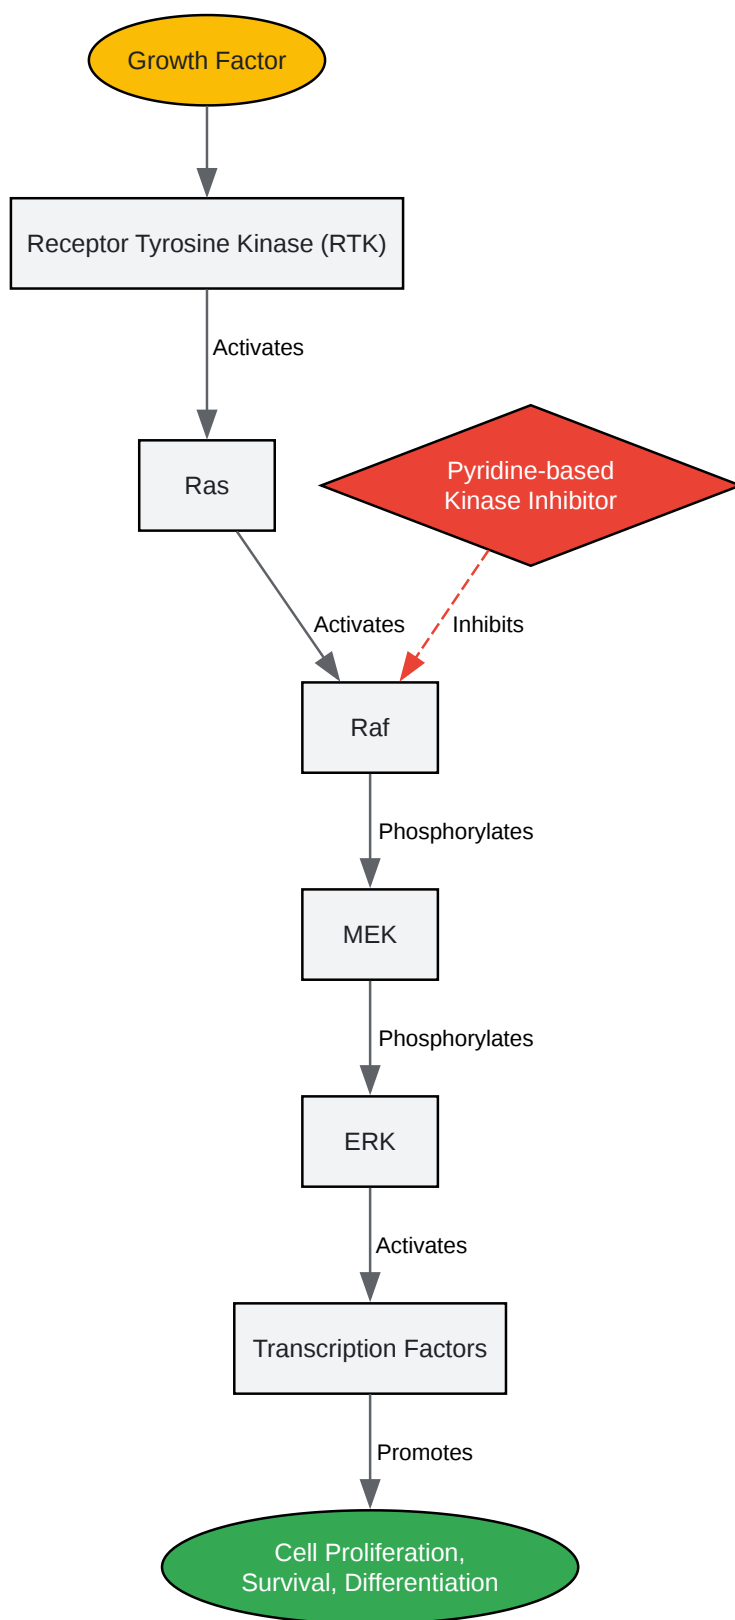 Growth Factor
Receptor Tyrosine Kinase (RTK)
Activates
Ras
Pyridine-based
Kinase Inhibitor
Activates
Inhibits
Raf
Phosphorylates
MEK
Phosphorylates
ERK
Activates
Transcription Factors
Promotes
Cell Proliferation,
Survival, Differentiation